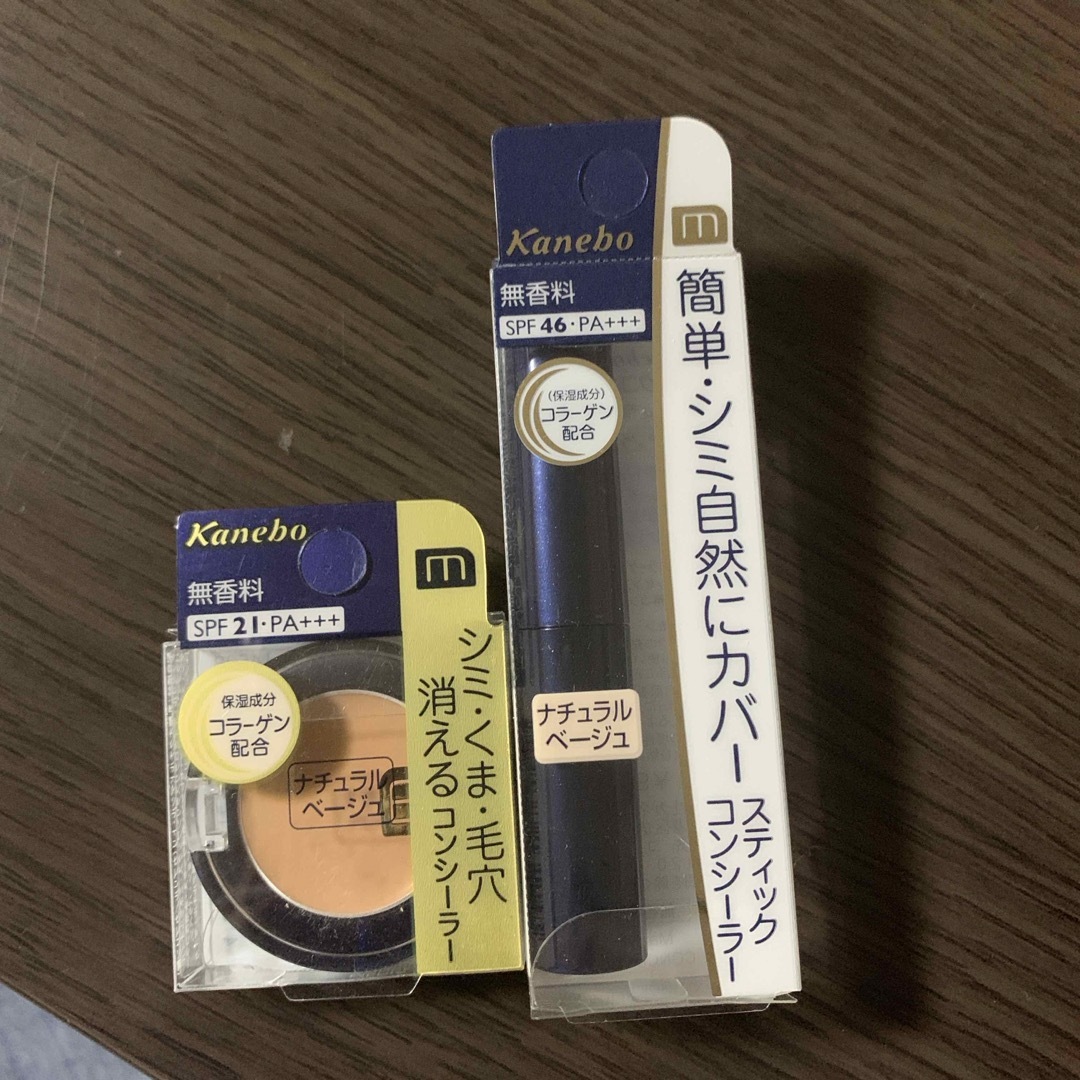 Kanebo
無香料
SPF 21・PA+++
保湿成分
コラーゲン
配合
ナチュラル
ベージュ
m
m
シミ・くま・毛穴
消えるコンシーラー
Kanebo
無香料
SPF 46・PA+++
(保湿成分)
コラーゲン
配合
ナチュラル
ベージュ
m
簡単・シミ自然にカバー
スティック
コンシーラー